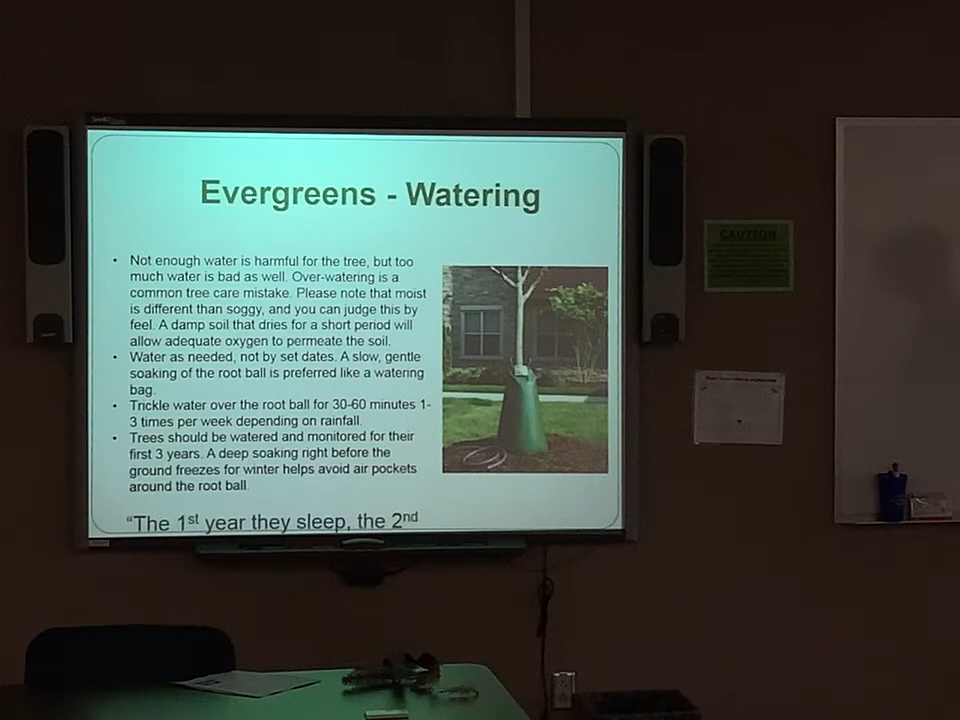 Evergreens - Watering
• Not enough water is harmful for the tree, but too
much water is bad as well. Over-watering is a
common tree care mistake. Please note that moist
is different than soggy, and you can judge this by
feel. A damp soil that dries for a short period will
allow adequate oxygen to permeate the soil.
• Water as needed, not by set dates. A slow, gentle
soaking of the root ball is preferred like a watering
bag.
• Trickle water over the root ball for 30-60 minutes 1-
3 times per week depending on rainfall.
• Trees should be watered and monitored for their
first 3 years. A deep soaking right before the
ground freezes for winter helps avoid air pockets
around the root ball.
“The 1st year they sleep, the 2nd
CAUTION